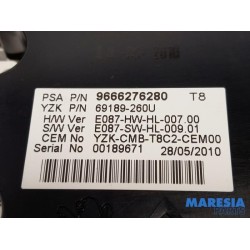 PSA P/N 9666276280 T8
YZK P/N 69189-260U
H/W Ver E087-HW-HL-007.00
S/W Ver E087-SW-HL-009.01
CEM No YZK-CMB-T8C2-CEM00
Serial No 00189671 28/05/2010
MARESIA